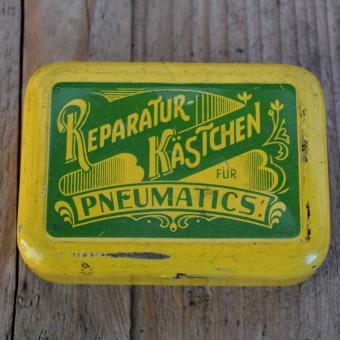 REPARATUR-
KÄSTCHEN
FÜR
PNEUMATICS.